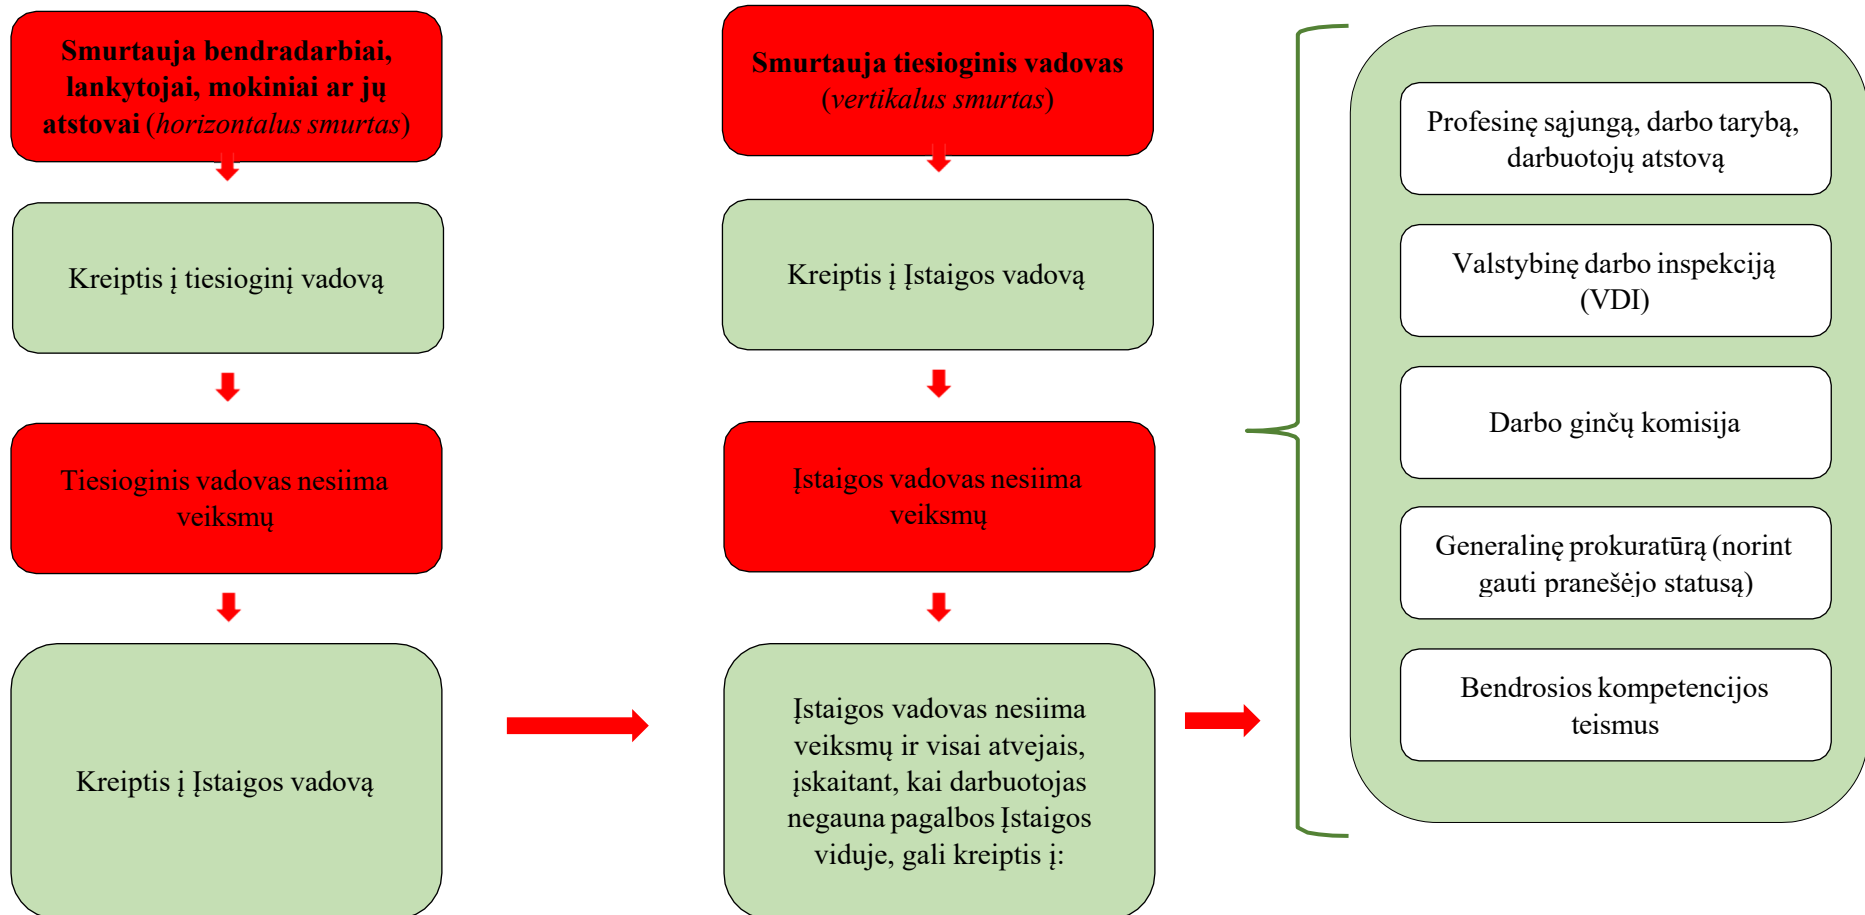 Smurtauja bendradarbiai,
lankytojai, mokiniai ar jų
atstovai (horizontalus smurtas)
Kreiptis į tiesioginį vadovą
Tiesioginis vadovas nesiima
veiksmų
Kreiptis į Įstaigos vadovą
Smurtauja tiesioginis vadovas
(vertikalus smurtas)
Kreiptis į Įstaigos vadovą
Įstaigos vadovas nesiima
veiksmų
Įstaigos vadovas nesiima
veiksmų ir visai atvejais,
įskaitant, kai darbuotojas
negauna pagalbos Įstaigos
viduje, gali kreiptis į:
Profesinę sąjungą, darbo tarybą,
darbuotojų atstovą
Valstybinę darbo inspekciją
(VDI)
Darbo ginčų komisija
Generalinę prokuratūrą (norint
gauti pranešėjo statusą)
Bendrosios kompetencijos
teismus